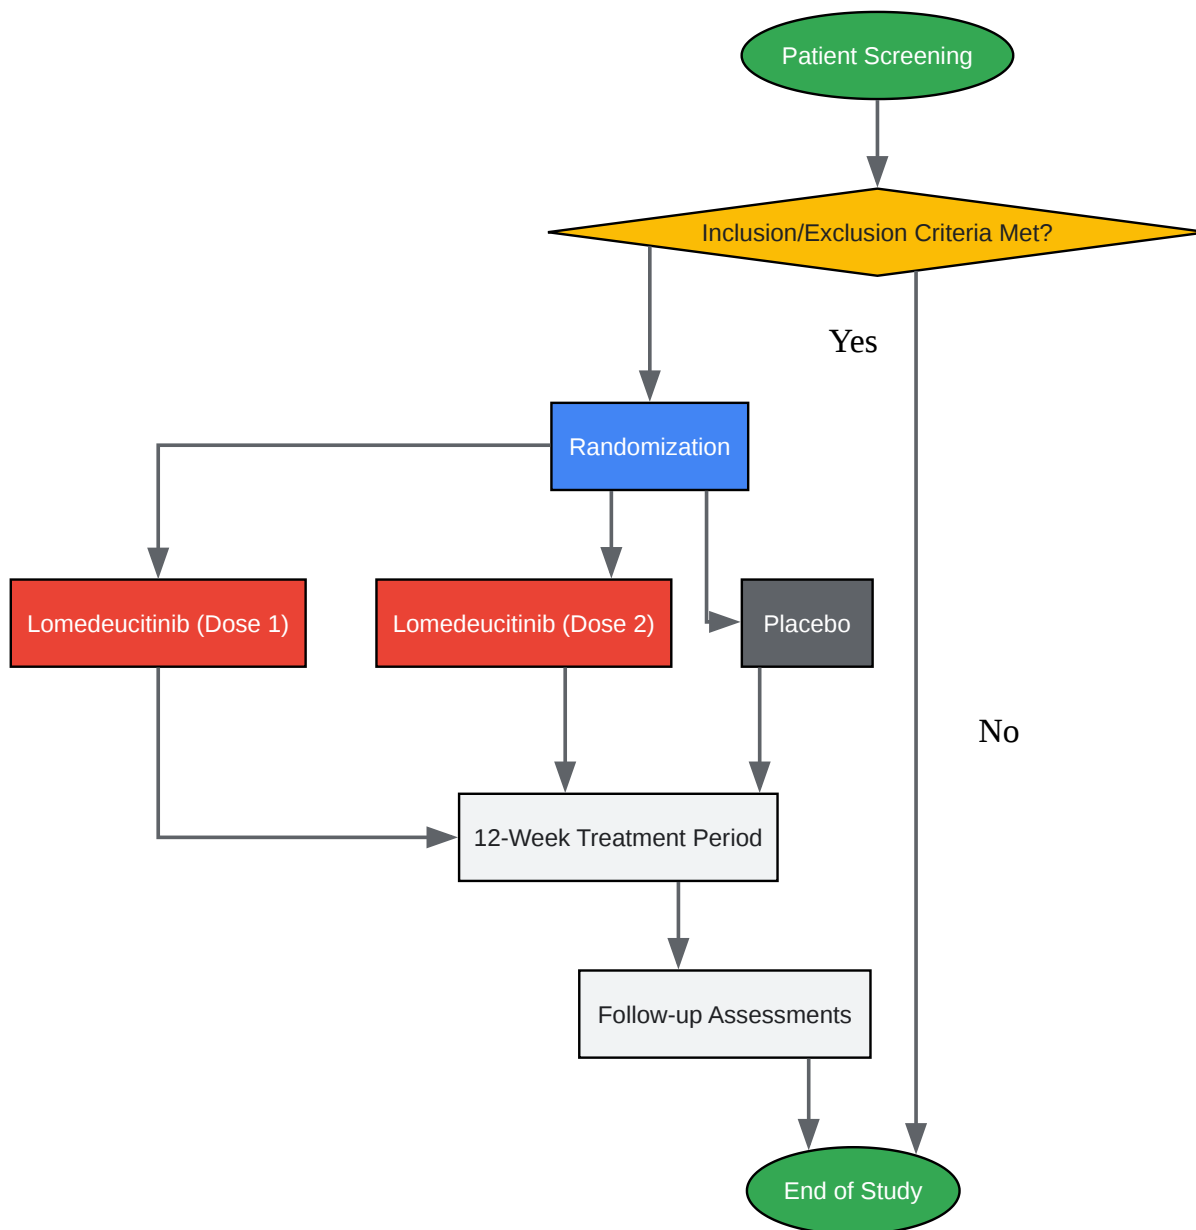 Patient Screening
Inclusion/Exclusion Criteria Met?
Yes
Randomization
Lomedeucitinib (Dose 1)
Lomedeucitinib (Dose 2)
Placebo
No
12-Week Treatment Period
Follow-up Assessments
End of Study